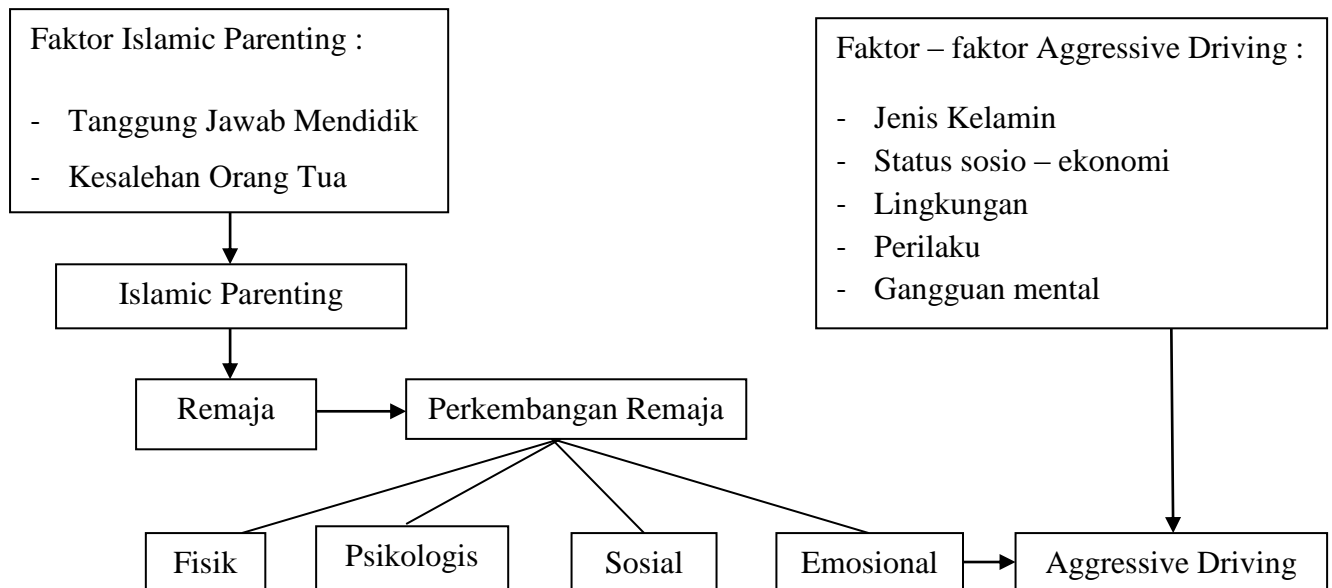 Faktor Islamic Parenting :
- Tanggung Jawab Mendidik
- Kesalehan Orang Tua
Faktor – faktor Aggressive Driving :
- Jenis Kelamin
- Status sosio – ekonomi
- Lingkungan
- Perilaku
- Gangguan mental
Islamic Parenting
Remaja
Perkembangan Remaja
Fisik
Psikologis
Sosial
Emosional
Aggressive Driving